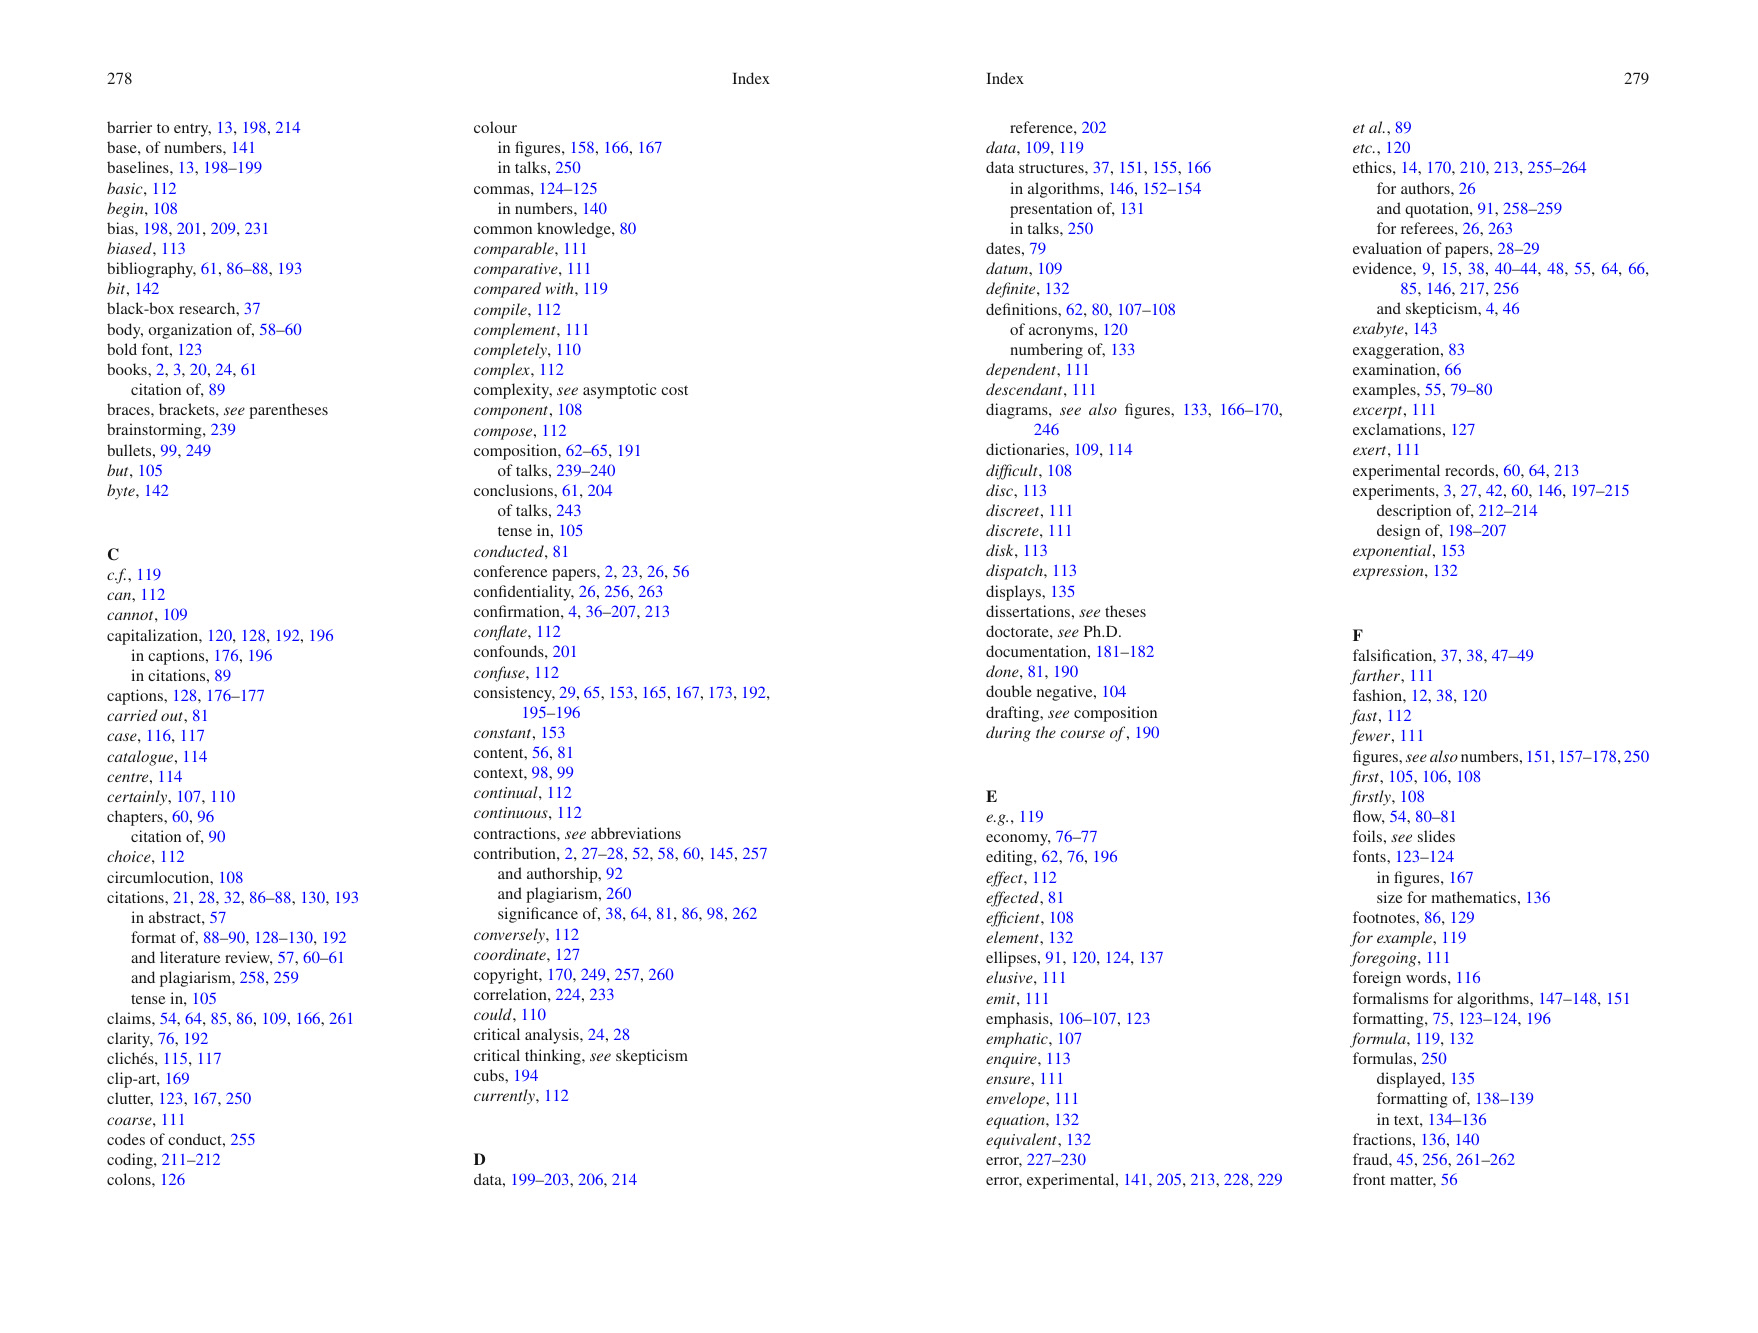 278
Index
barrier to entry, 13, 198, 214
base, of numbers, 141
baselines, 13, 198–199
basic, 112
begin, 108
bias, 198, 201, 209, 231
biased, 113
bibliography, 61, 86–88, 193
bit, 142
black-box research, 37
body, organization of, 58–60
bold font, 123
books, 2, 3, 20, 24, 61
citation of, 89
braces, brackets, see parentheses
brainstorming, 239
bullets, 99, 249
but, 105
byte, 142
C
c.f., 119
can, 112
cannot, 109
capitalization, 120, 128, 192, 196
in captions, 176, 196
in citations, 89
captions, 128, 176–177
carried out, 81
case, 116, 117
catalogue, 114
centre, 114
certainly, 107, 110
chapters, 60, 96
citation of, 90
choice, 112
circumlocution, 108
citations, 21, 28, 32, 86–88, 130, 193
in abstract, 57
format of, 88–90, 128–130, 192
and literature review, 57, 60–61
and plagiarism, 258, 259
tense in, 105
claims, 54, 64, 85, 86, 109, 166, 261
clarity, 76, 192
clichés, 115, 117
clip-art, 169
clutter, 123, 167, 250
coarse, 111
codes of conduct, 255
coding, 211–212
colons, 126
colour
in figures, 158, 166, 167
in talks, 250
commas, 124–125
in numbers, 140
common knowledge, 80
comparable, 111
comparative, 111
compared with, 119
compile, 112
complement, 111
completely, 110
complex, 112
complexity, see asymptotic cost
component, 108
compose, 112
composition, 62–65, 191
of talks, 239–240
conclusions, 61, 204
of talks, 243
tense in, 105
conducted, 81
conference papers, 2, 23, 26, 56
confidentiality, 26, 256, 263
confirmation, 4, 36–207, 213
conflate, 112
confounds, 201
confuse, 112
consistency, 29, 65, 153, 165, 167, 173, 192,
195–196
constant, 153
content, 56, 81
context, 98, 99
continual, 112
continuous, 112
contractions, see abbreviations
contribution, 2, 27–28, 52, 58, 60, 145, 257
and authorship, 92
and plagiarism, 260
significance of, 38, 64, 81, 86, 98, 262
conversely, 112
coordinate, 127
copyright, 170, 249, 257, 260
correlation, 224, 233
could, 110
critical analysis, 24, 28
critical thinking, see skepticism
cubs, 194
currently, 112
D
data, 199–203, 206, 214
Index
279
reference, 202
data, 109, 119
data structures, 37, 151, 155, 166
in algorithms, 146, 152–154
presentation of, 131
in talks, 250
dates, 79
datum, 109
definite, 132
definitions, 62, 80, 107–108
of acronyms, 120
numbering of, 133
dependent, 111
descendant, 111
diagrams, see also figures, 133, 166–170,
246
dictionaries, 109, 114
difficult, 108
disc, 113
discreet, 111
discrete, 111
disk, 113
dispatch, 113
displays, 135
dissertations, see theses
doctorate, see Ph.D.
documentation, 181–182
done, 81, 190
double negative, 104
drafting, see composition
during the course of, 190
E
e.g., 119
economy, 76–77
editing, 62, 76, 196
effect, 112
effected, 81
efficient, 108
element, 132
ellipses, 91, 120, 124, 137
elusive, 111
emit, 111
emphasis, 106–107, 123
emphatic, 107
enquire, 113
ensure, 111
envelope, 111
equation, 132
equivalent, 132
error, 227–230
error, experimental, 141, 205, 213, 228, 229
et al., 89
etc., 120
ethics, 14, 170, 210, 213, 255–264
for authors, 26
and quotation, 91, 258–259
for referees, 26, 263
evaluation of papers, 28–29
evidence, 9, 15, 38, 40–44, 48, 55, 64, 66,
85, 146, 217, 256
and skepticism, 4, 46
exabyte, 143
exaggeration, 83
examination, 66
examples, 55, 79–80
excerpt, 111
exclamations, 127
exert, 111
experimental records, 60, 64, 213
experiments, 3, 27, 42, 60, 146, 197–215
description of, 212–214
design of, 198–207
exponential, 153
expression, 132
F
falsification, 37, 38, 47–49
farther, 111
fashion, 12, 38, 120
fast, 112
fewer, 111
figures, see also numbers, 151, 157–178, 250
first, 105, 106, 108
firstly, 108
flow, 54, 80–81
foils, see slides
fonts, 123–124
in figures, 167
size for mathematics, 136
footnotes, 86, 129
for example, 119
foregoing, 111
foreign words, 116
formalisms for algorithms, 147–148, 151
formatting, 75, 123–124, 196
formula, 119, 132
formulas, 250
displayed, 135
formatting of, 138–139
in text, 134–136
fractions, 136, 140
fraud, 45, 256, 261–262
front matter, 56